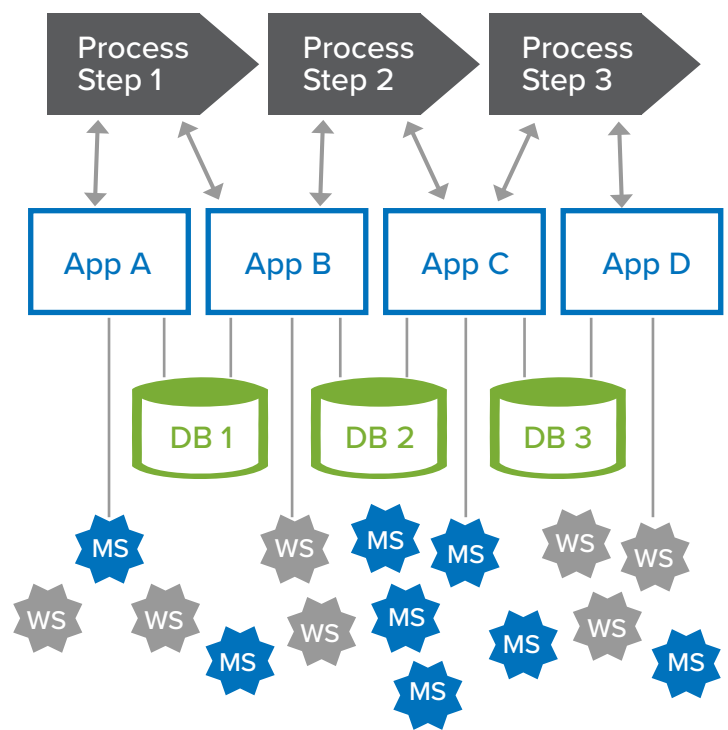 Process
Step 1
Process
Step 2
Process
Step 3
App A
App B
App C
App D
DB 1
DB 2
DB 3
MS
WS
MS
MS
WS
WS
WS
WS
MS
WS
WS
MS
MS
MS
MS